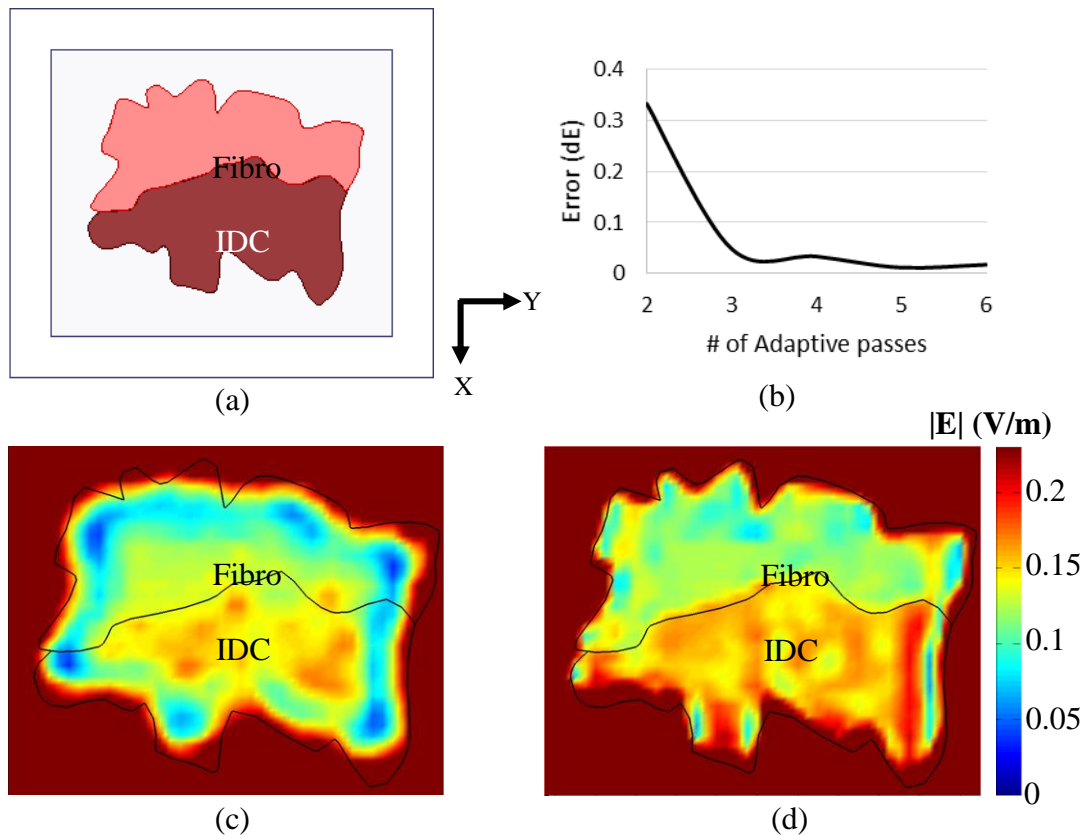 Fibro
IDC
Y
X
(a)
0.4
0.3
0.2
0.1
0
Error (dE)
2 3 4 5 6
# of Adaptive passes
(b)
|E| (V/m)
Fibro
IDC
(c)
Fibro
IDC
(d)
0.2
0.15
0.1
0.05
0